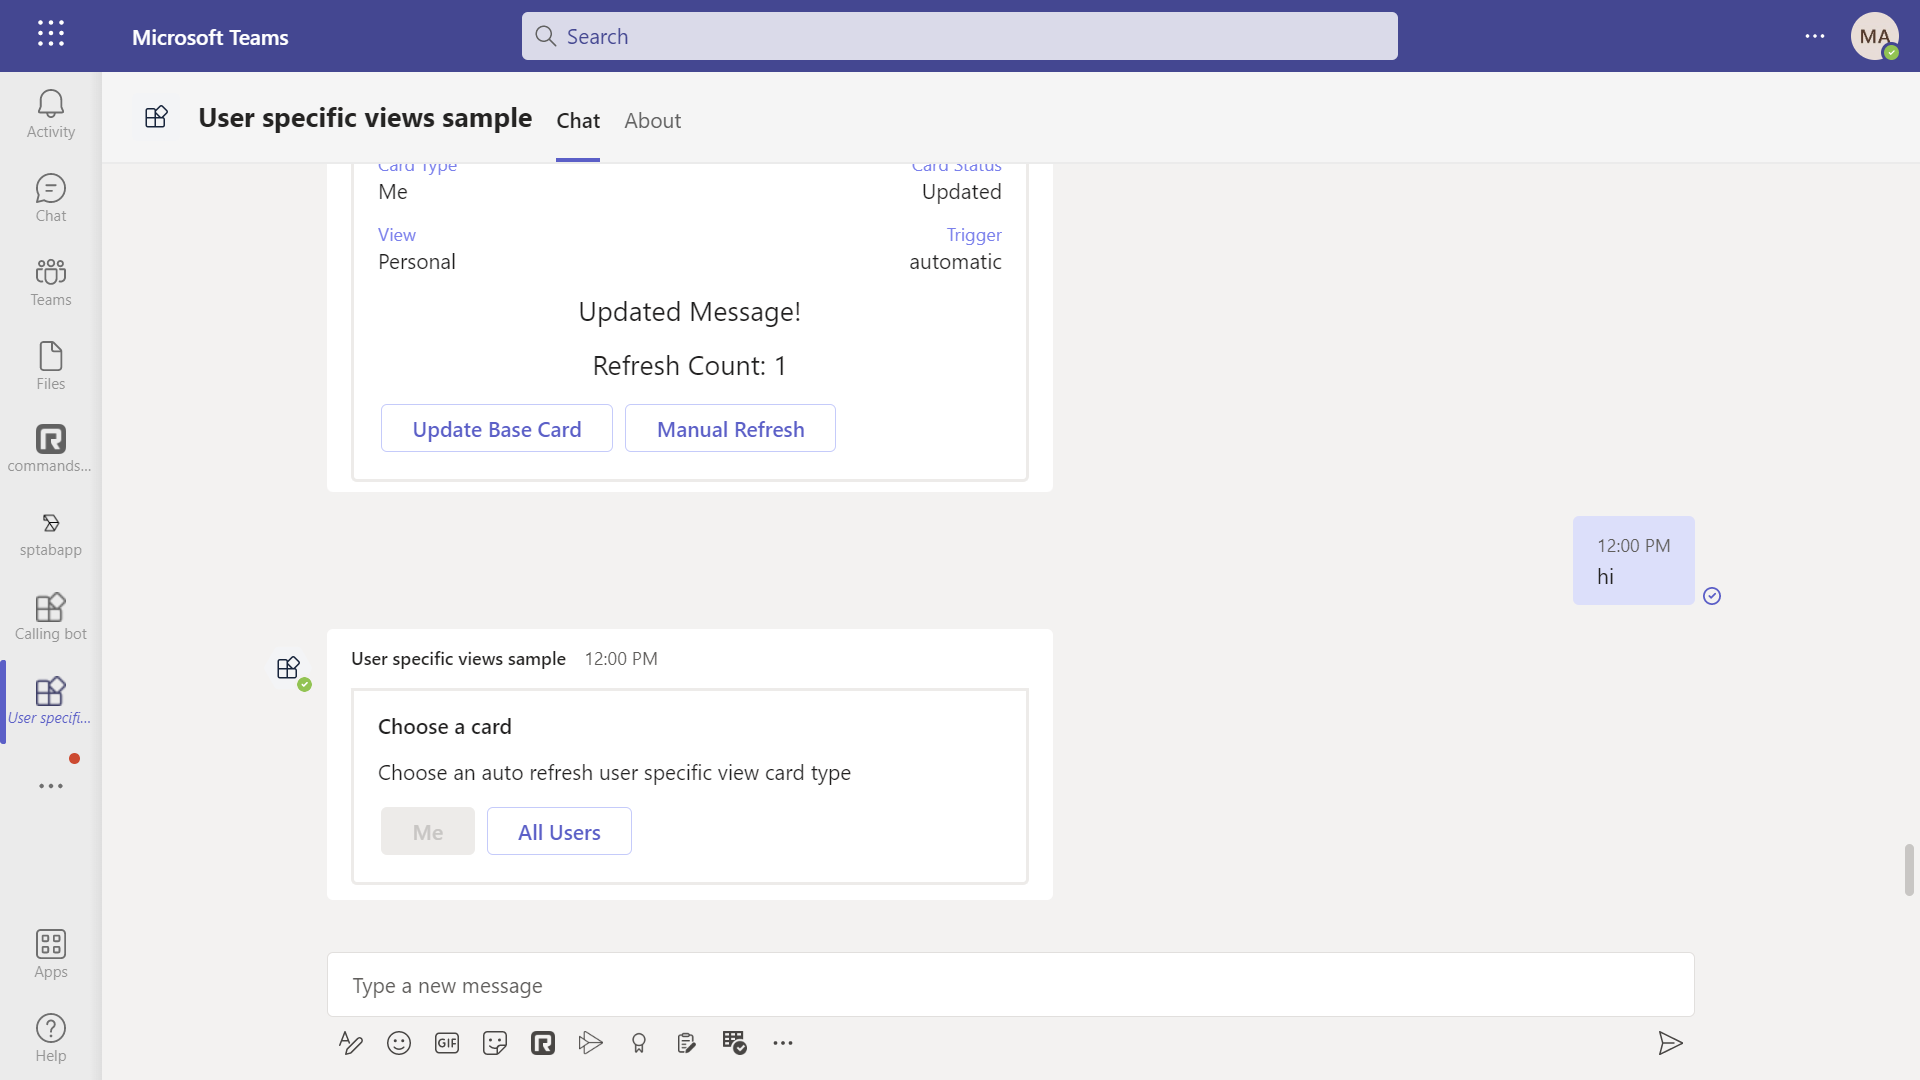 Microsoft Teams
Search
MA
Activity
Chat
Teams
Files
commands...
sptabapp
Calling bot
User specifi...
Apps
Help
User specific views sample
Chat
About
Card Type
Card Status
Me
Updated
View
Trigger
Personal
automatic
Updated Message!
Refresh Count: 1
Update Base Card
Manual Refresh
12:00 PM
hi
User specific views sample 12:00 PM
Choose a card
Choose an auto refresh user specific view card type
Me
All Users
Type a new message
GIF